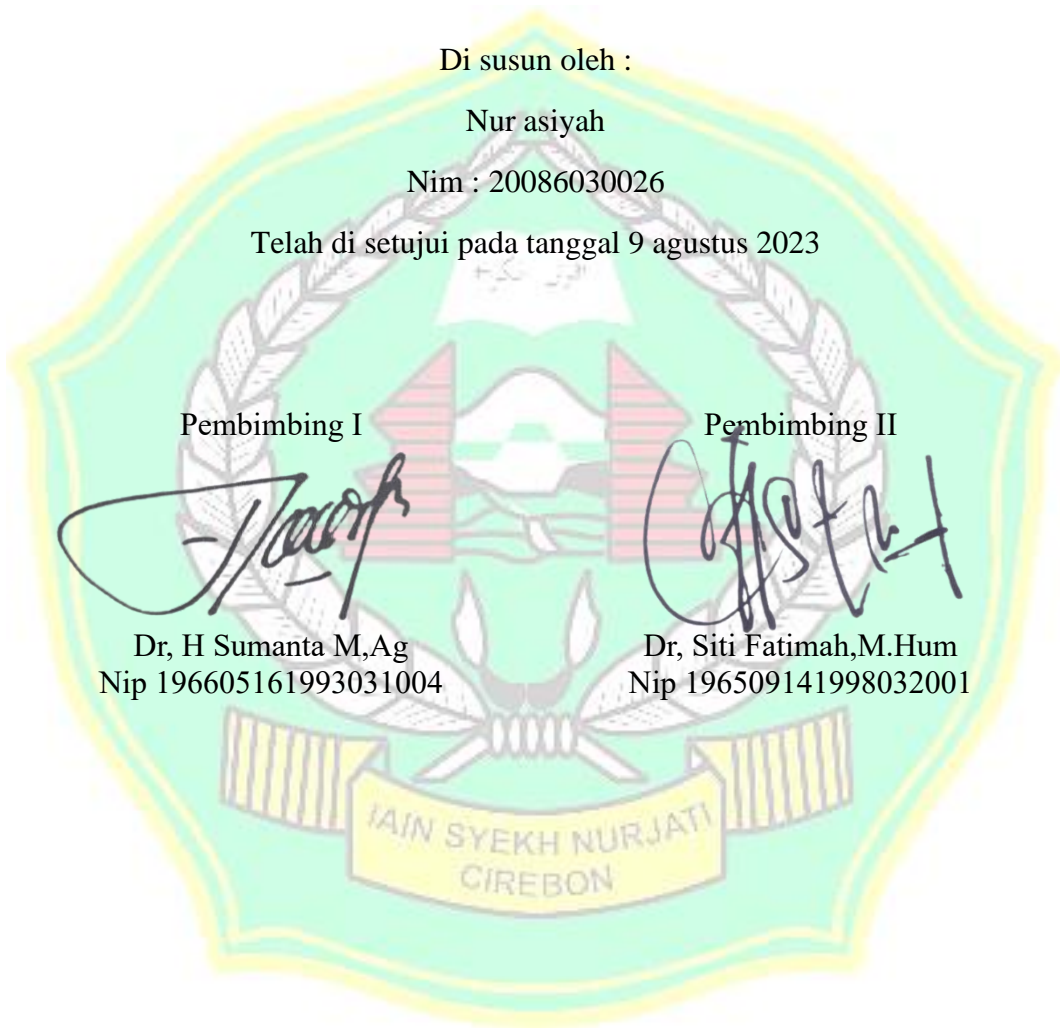 Di susun oleh :
Nur asiyah
Nim : 20086030026
Telah di setujui pada tanggal 9 agustus 2023
Pembimbing I
Pembimbing II
Dr, H Sumanta M,Ag
Dr, Siti Fatimah,M.Hum
Nip 196605161993031004
Nip 196509141998032001
IAIN SYEKH NURJATI
CIREBON